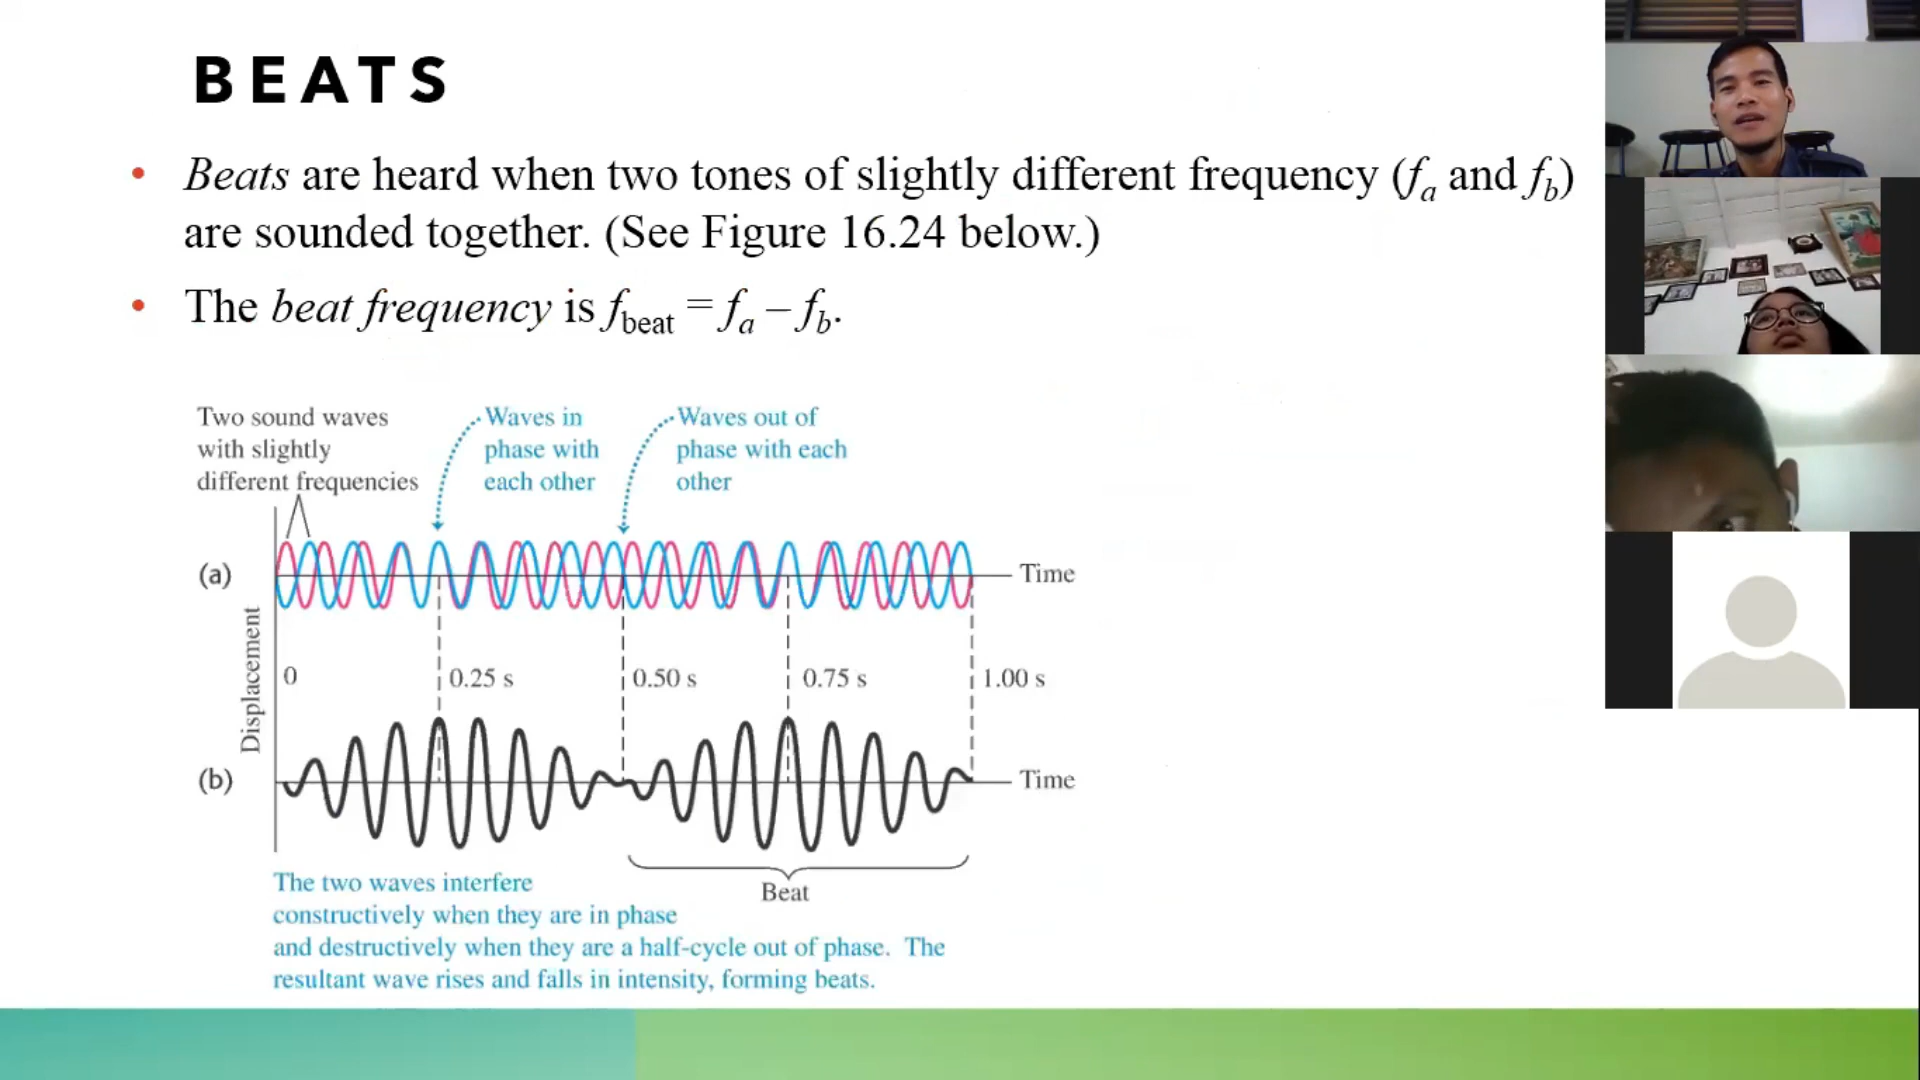 BEATS
• Beats are heard when two tones of slightly different frequency (fa and fb)
are sounded together. (See Figure 16.24 below.)
• The beat frequency is fbeat = fa – fb.
Two sound waves
with slightly
different frequencies
Waves in
phase with
each other
Waves out of
phase with each
other
(a)
Time
Displacement
0
0.25 s
0.50 s
0.75 s
1.00 s
(b)
Time
Beat
The two waves interfere
constructively when they are in phase
and destructively when they are a half-cycle out of phase. The
resultant wave rises and falls in intensity, forming beats.